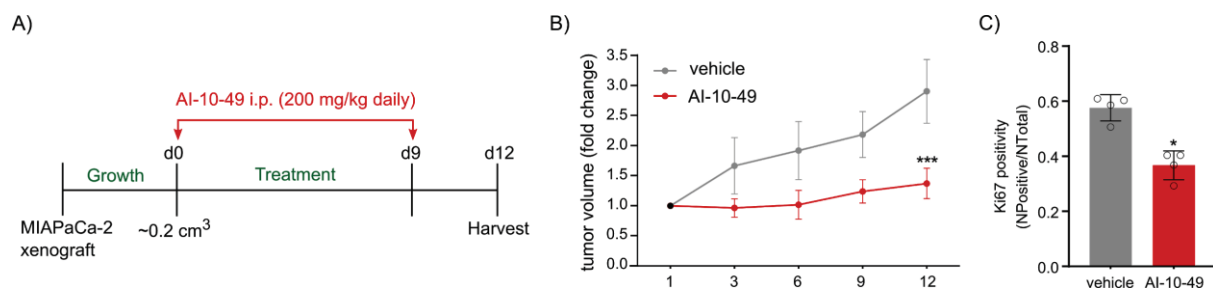 A)
AI-10-49 i.p. (200 mg/kg daily)
d0
d9
d12
Growth
Treatment
MIAPaCa-2
xenograft
~0.2 cm³
Harvest
B)
tumor volume (fold change)
3.5
3.0
2.5
2.0
1.5
1.0
0.5
0.0
vehicle
AI-10-49
***
1
3
6
9
12
C)
Ki67 positivity
(NPositive/NTotal)
0.8
0.6
0.4
0.2
0.0
*
vehicle
AI-10-49